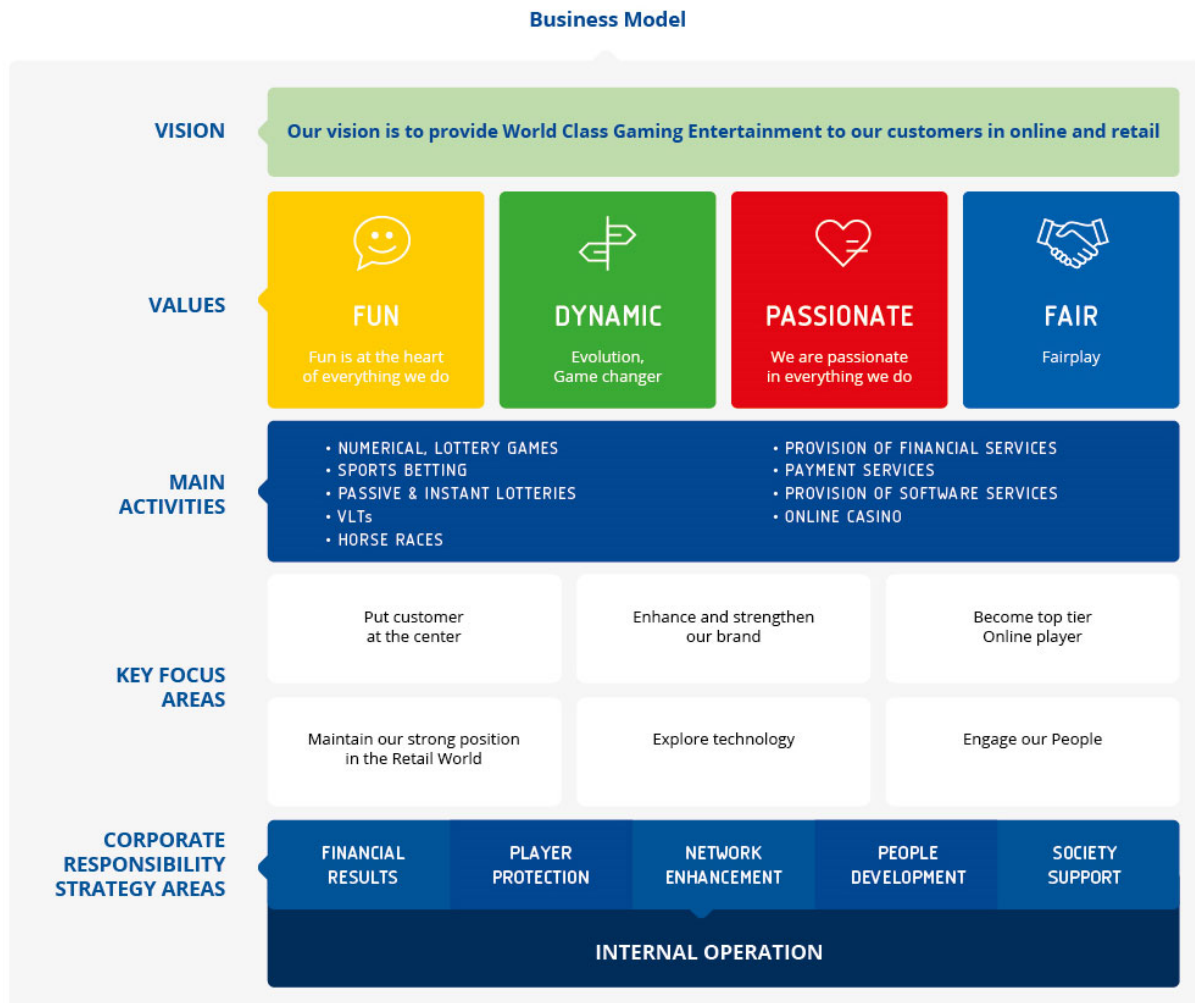 Business Model
VISION
Our vision is to provide World Class Gaming Entertainment to our customers in online and retail
VALUES
FUN
Fun is at the heart
of everything we do
DYNAMIC
Evolution,
Game changer
PASSIONATE
We are passionate
in everything we do
FAIR
Fairplay
MAIN
ACTIVITIES
• NUMERICAL, LOTTERY GAMES
• SPORTS BETTING
• PASSIVE & INSTANT LOTTERIES
• VLTs
• HORSE RACES
• PROVISION OF FINANCIAL SERVICES
• PAYMENT SERVICES
• PROVISION OF SOFTWARE SERVICES
• ONLINE CASINO
KEY FOCUS
AREAS
Put customer
at the center
Enhance and strengthen
our brand
Become top tier
Online player
Maintain our strong position
in the Retail World
Explore technology
Engage our People
CORPORATE
RESPONSIBILITY
STRATEGY AREAS
FINANCIAL
RESULTS
PLAYER
PROTECTION
NETWORK
ENHANCEMENT
PEOPLE
DEVELOPMENT
SOCIETY
SUPPORT
INTERNAL OPERATION